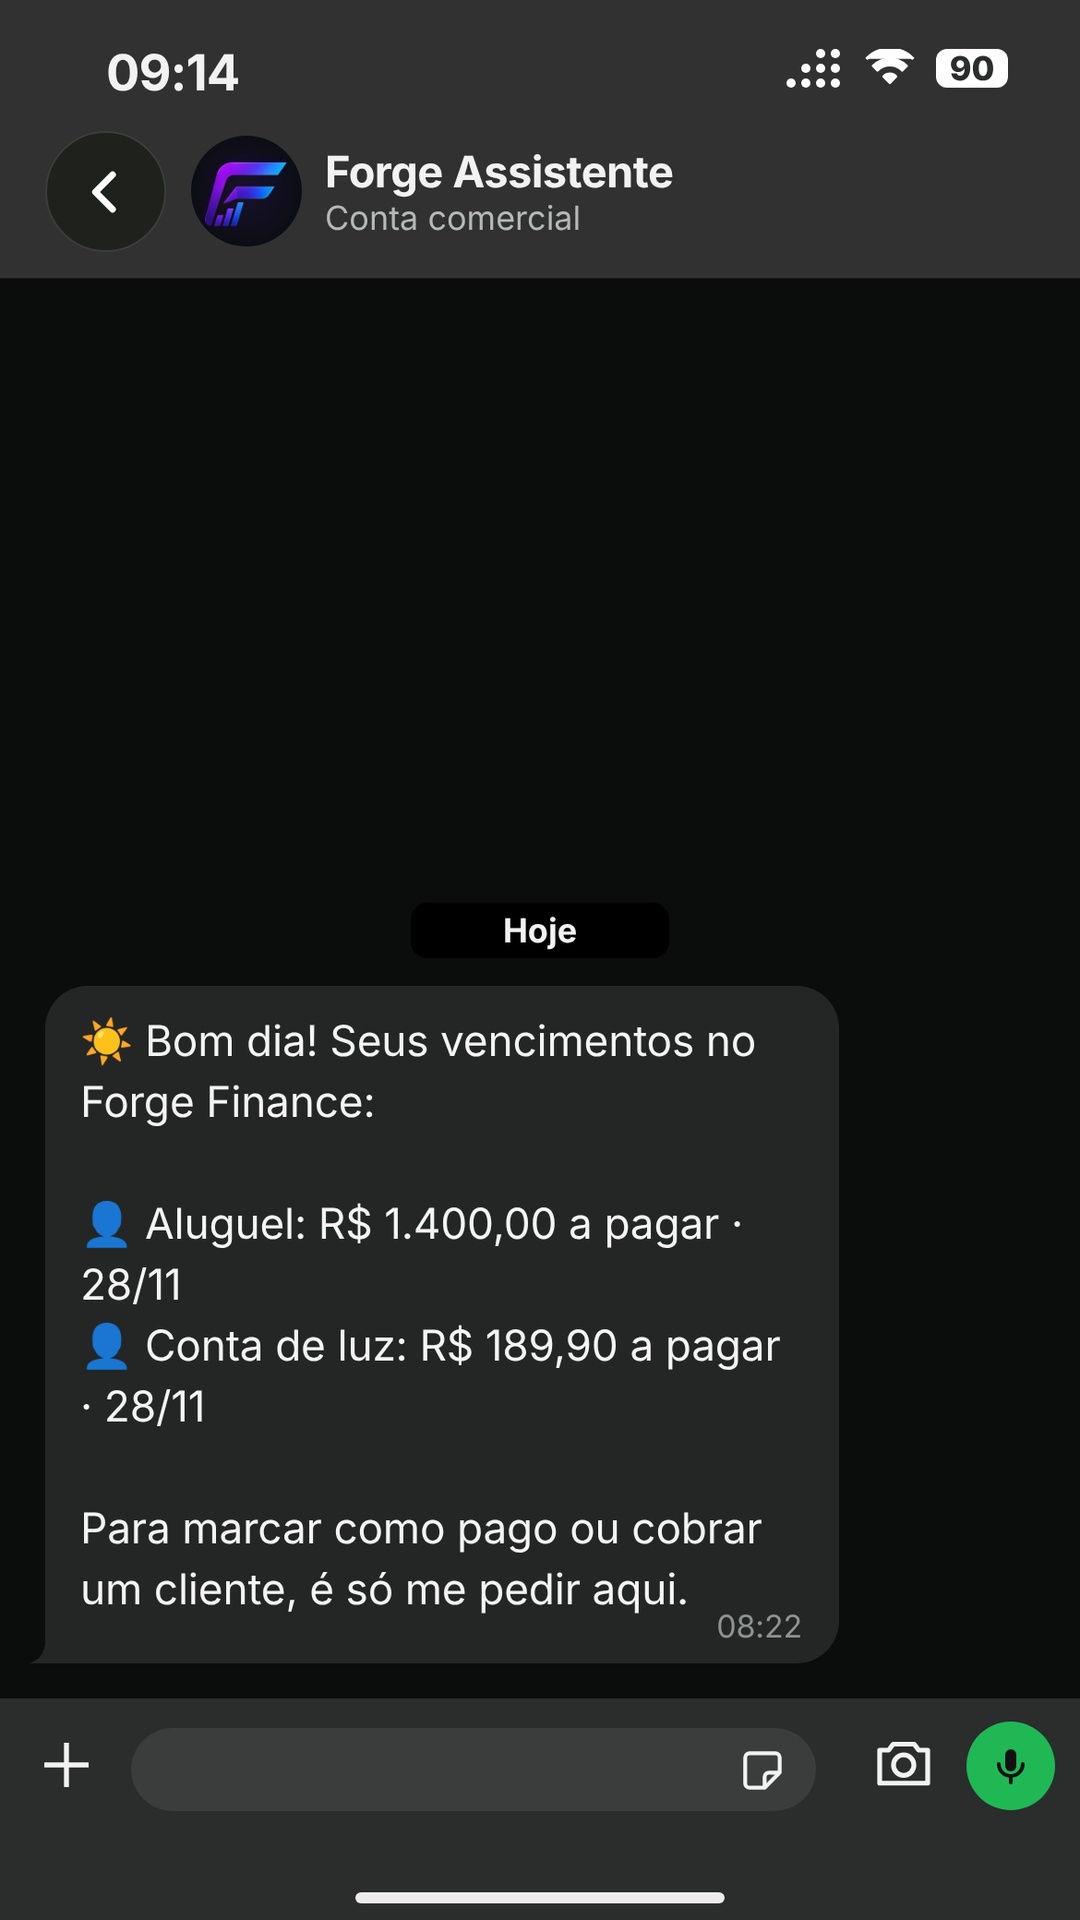 09:14
90
Forge Assistente
Conta comercial
Hoje
☀️ Bom dia! Seus vencimentos no
Forge Finance:
👤 Aluguel: R$ 1.400,00 a pagar ·
28/11
👤 Conta de luz: R$ 189,90 a pagar
· 28/11
Para marcar como pago ou cobrar
um cliente, é só me pedir aqui.
08:22